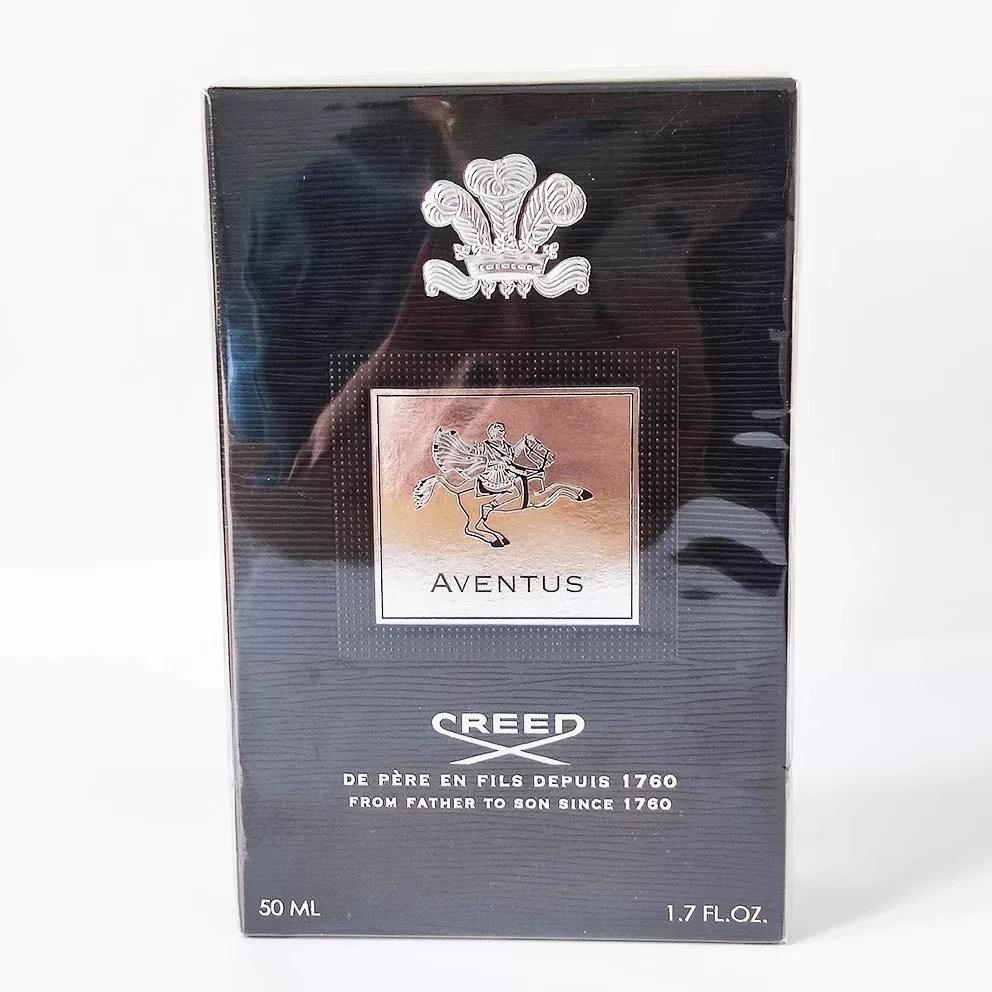 AVENTUS
CREED
DE PÈRE EN FILS DEPUIS 1760
FROM FATHER TO SON SINCE 1760
50 ML
1.7 FL.OZ.